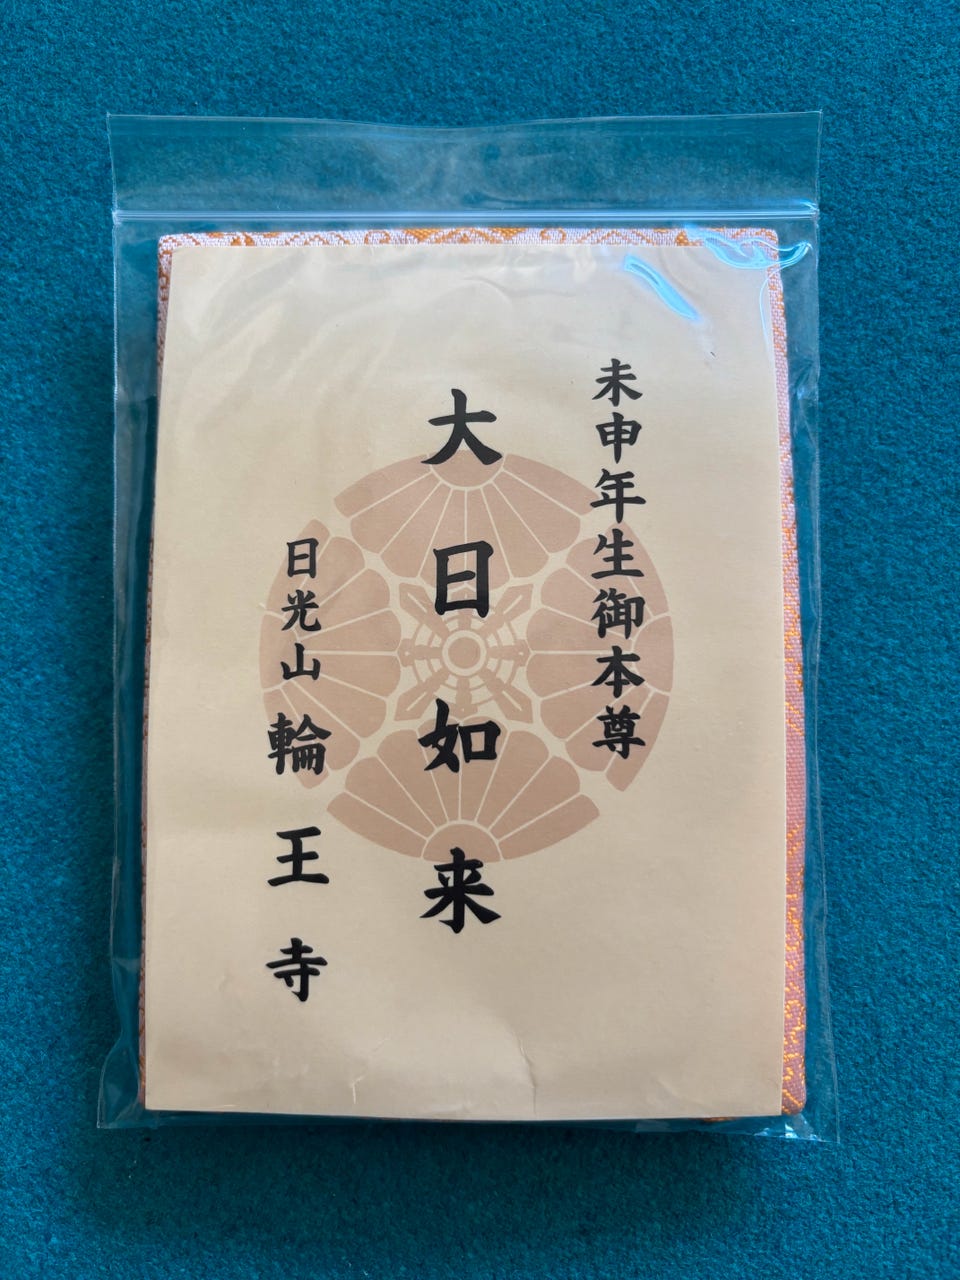 未申年生御本尊
大日如来
日光山輪王寺